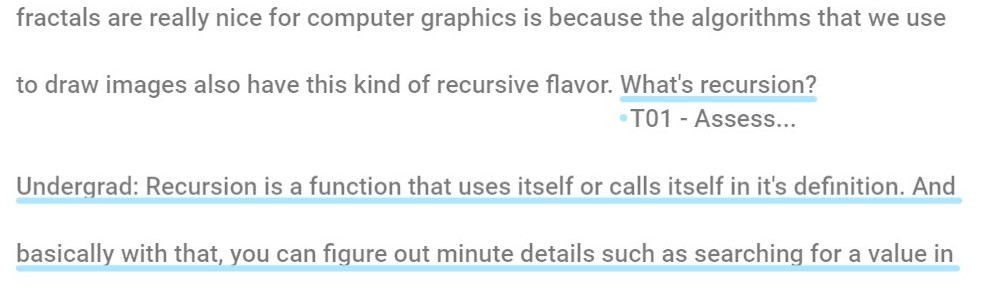 fractals are really nice for computer graphics is because the algorithms that we use
to draw images also have this kind of recursive flavor. What's recursion?
T01 - Assess...
Undergrad: Recursion is a function that uses itself or calls itself in it's definition. And
basically with that, you can figure out minute details such as searching for a value in